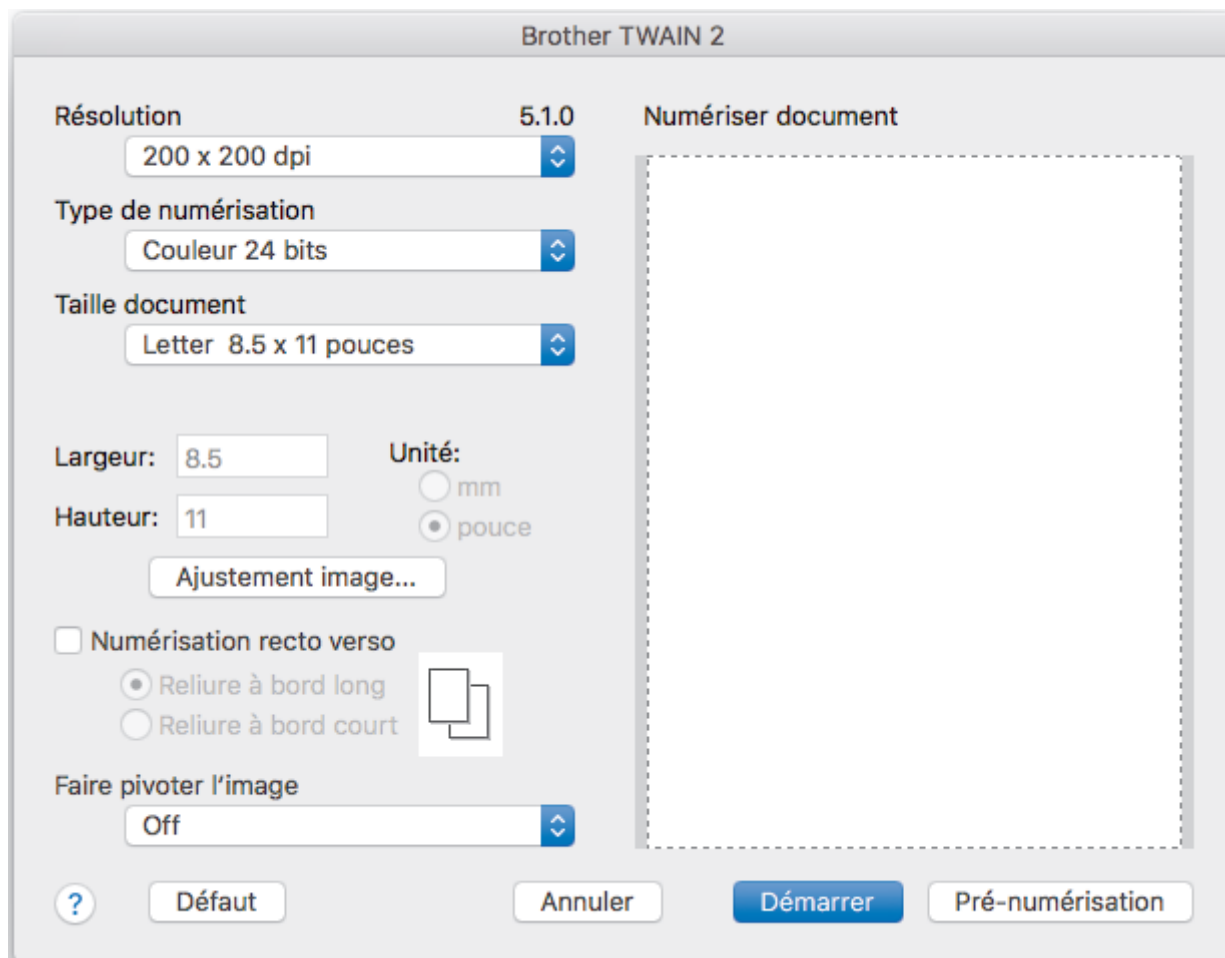 Brother TWAIN 2
Résolution 5.1.0
200 x 200 dpi
Type de numérisation
Couleur 24 bits
Taille document
Letter 8.5 x 11 pouces
Largeur: 8.5
Hauteur: 11
Unité:
mm
pouce
Ajustement image...
Numérisation recto verso
Reliure à bord long
Reliure à bord court
Faire pivoter l'image
Off
? Défaut
Numériser document
Annuler Démarrer Pré-numérisation